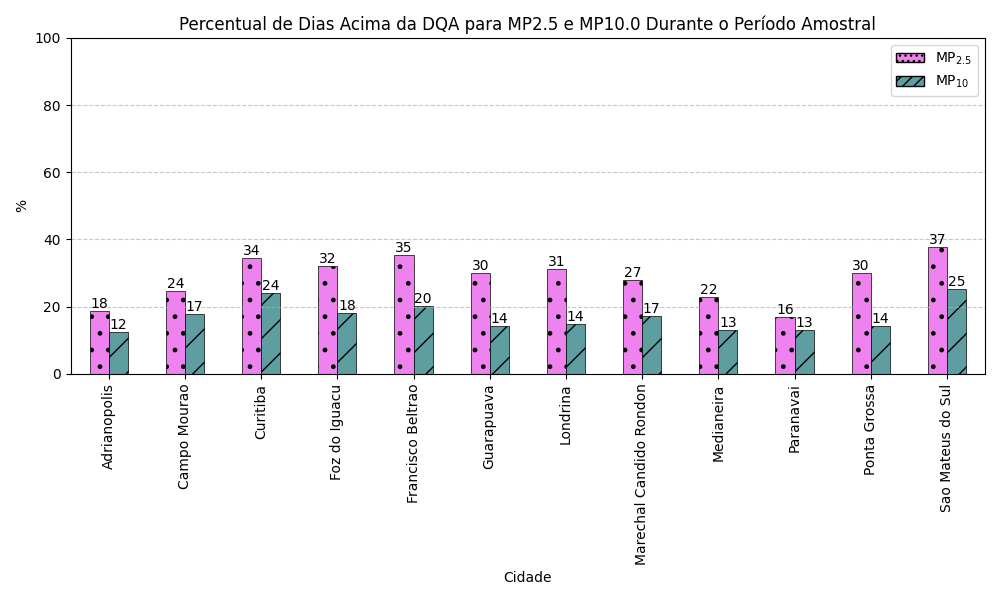 Percentual de Dias Acima da DQA para MP2.5 e MP10.0 Durante o Período Amostral
MP2.5
MP10
100
80
60
40
20
0
%
18 12 24 17 34 24 32 18 35 20 30 14 31 14 27 17 22 13 16 13 30 14 37 25
Adrianopolis
Campo Mourao
Curitiba
Foz do Iguacu
Francisco Beltrao
Guarapuava
Londrina
Marechal Candido Rondon
Medianeira
Paranavai
Ponta Grossa
Sao Mateus do Sul
Cidade